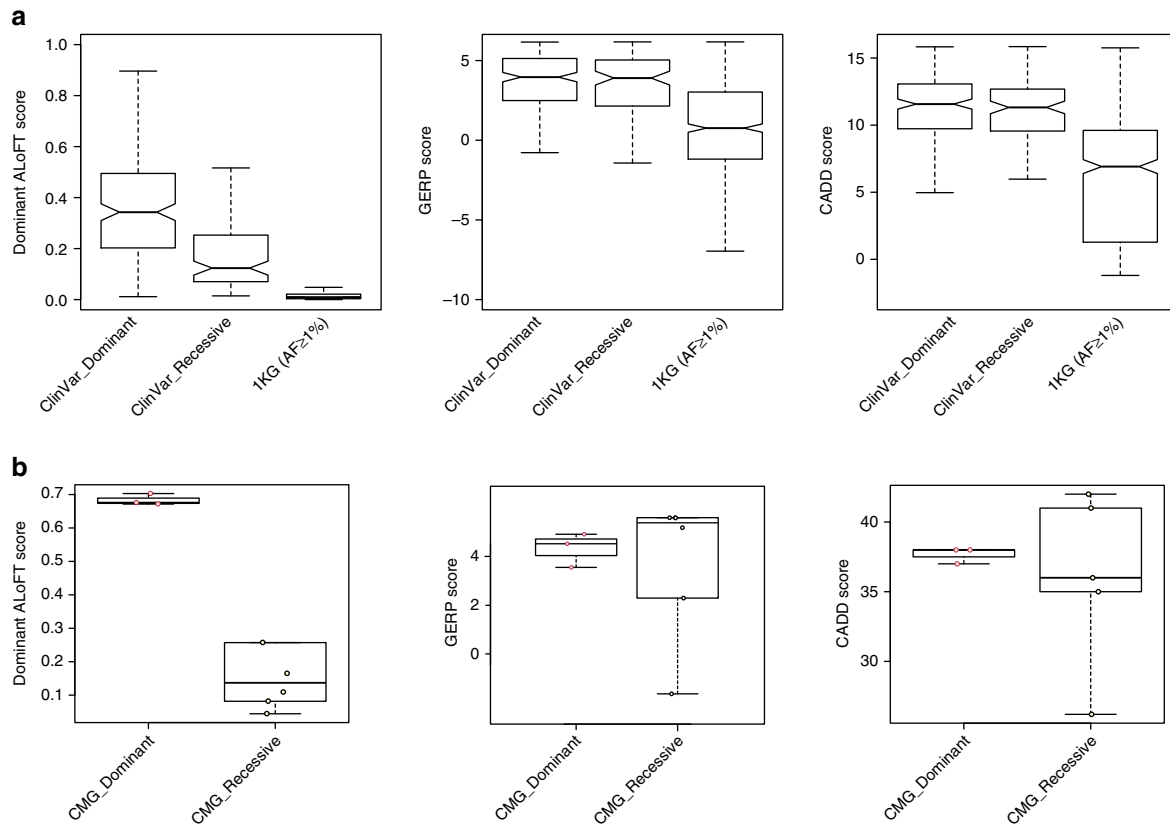 a
Dominant ALoFT score
1.0
0.8
0.6
0.4
0.2
0.0
ClinVar_Dominant
ClinVar_Recessive
1KG (AF≥1%)
GERP score
5
0
−5
−10
ClinVar_Dominant
ClinVar_Recessive
1KG (AF≥1%)
CADD score
15
10
5
0
ClinVar_Dominant
ClinVar_Recessive
1KG (AF≥1%)
b
Dominant ALoFT score
0.7
0.6
0.5
0.4
0.3
0.2
0.1
CMG_Dominant
CMG_Recessive
GERP score
4
2
0
CMG_Dominant
CMG_Recessive
CADD score
40
35
30
CMG_Dominant
CMG_Recessive